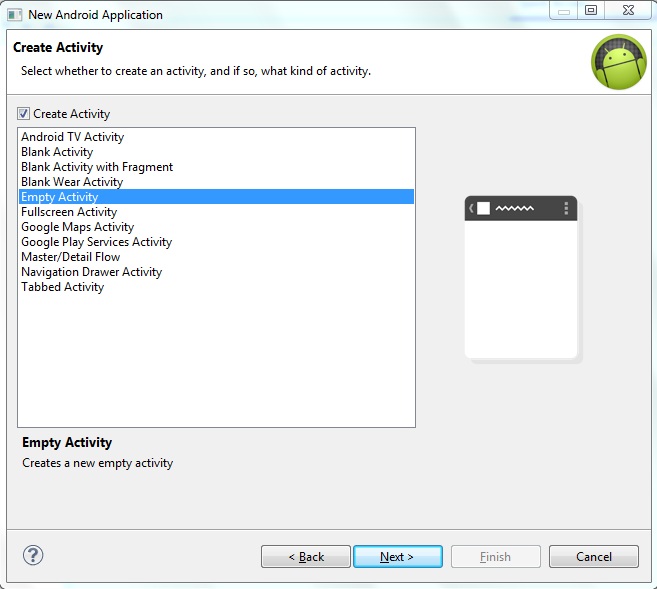 New Android Application
Create Activity
Select whether to create an activity, and if so, what kind of activity.
Create Activity
Android TV Activity
Blank Activity
Blank Activity with Fragment
Blank Wear Activity
Empty Activity
Fullscreen Activity
Google Maps Activity
Google Play Services Activity
Master/Detail Flow
Navigation Drawer Activity
Tabbed Activity
Empty Activity
Creates a new empty activity
?
< Back
Next >
Finish
Cancel